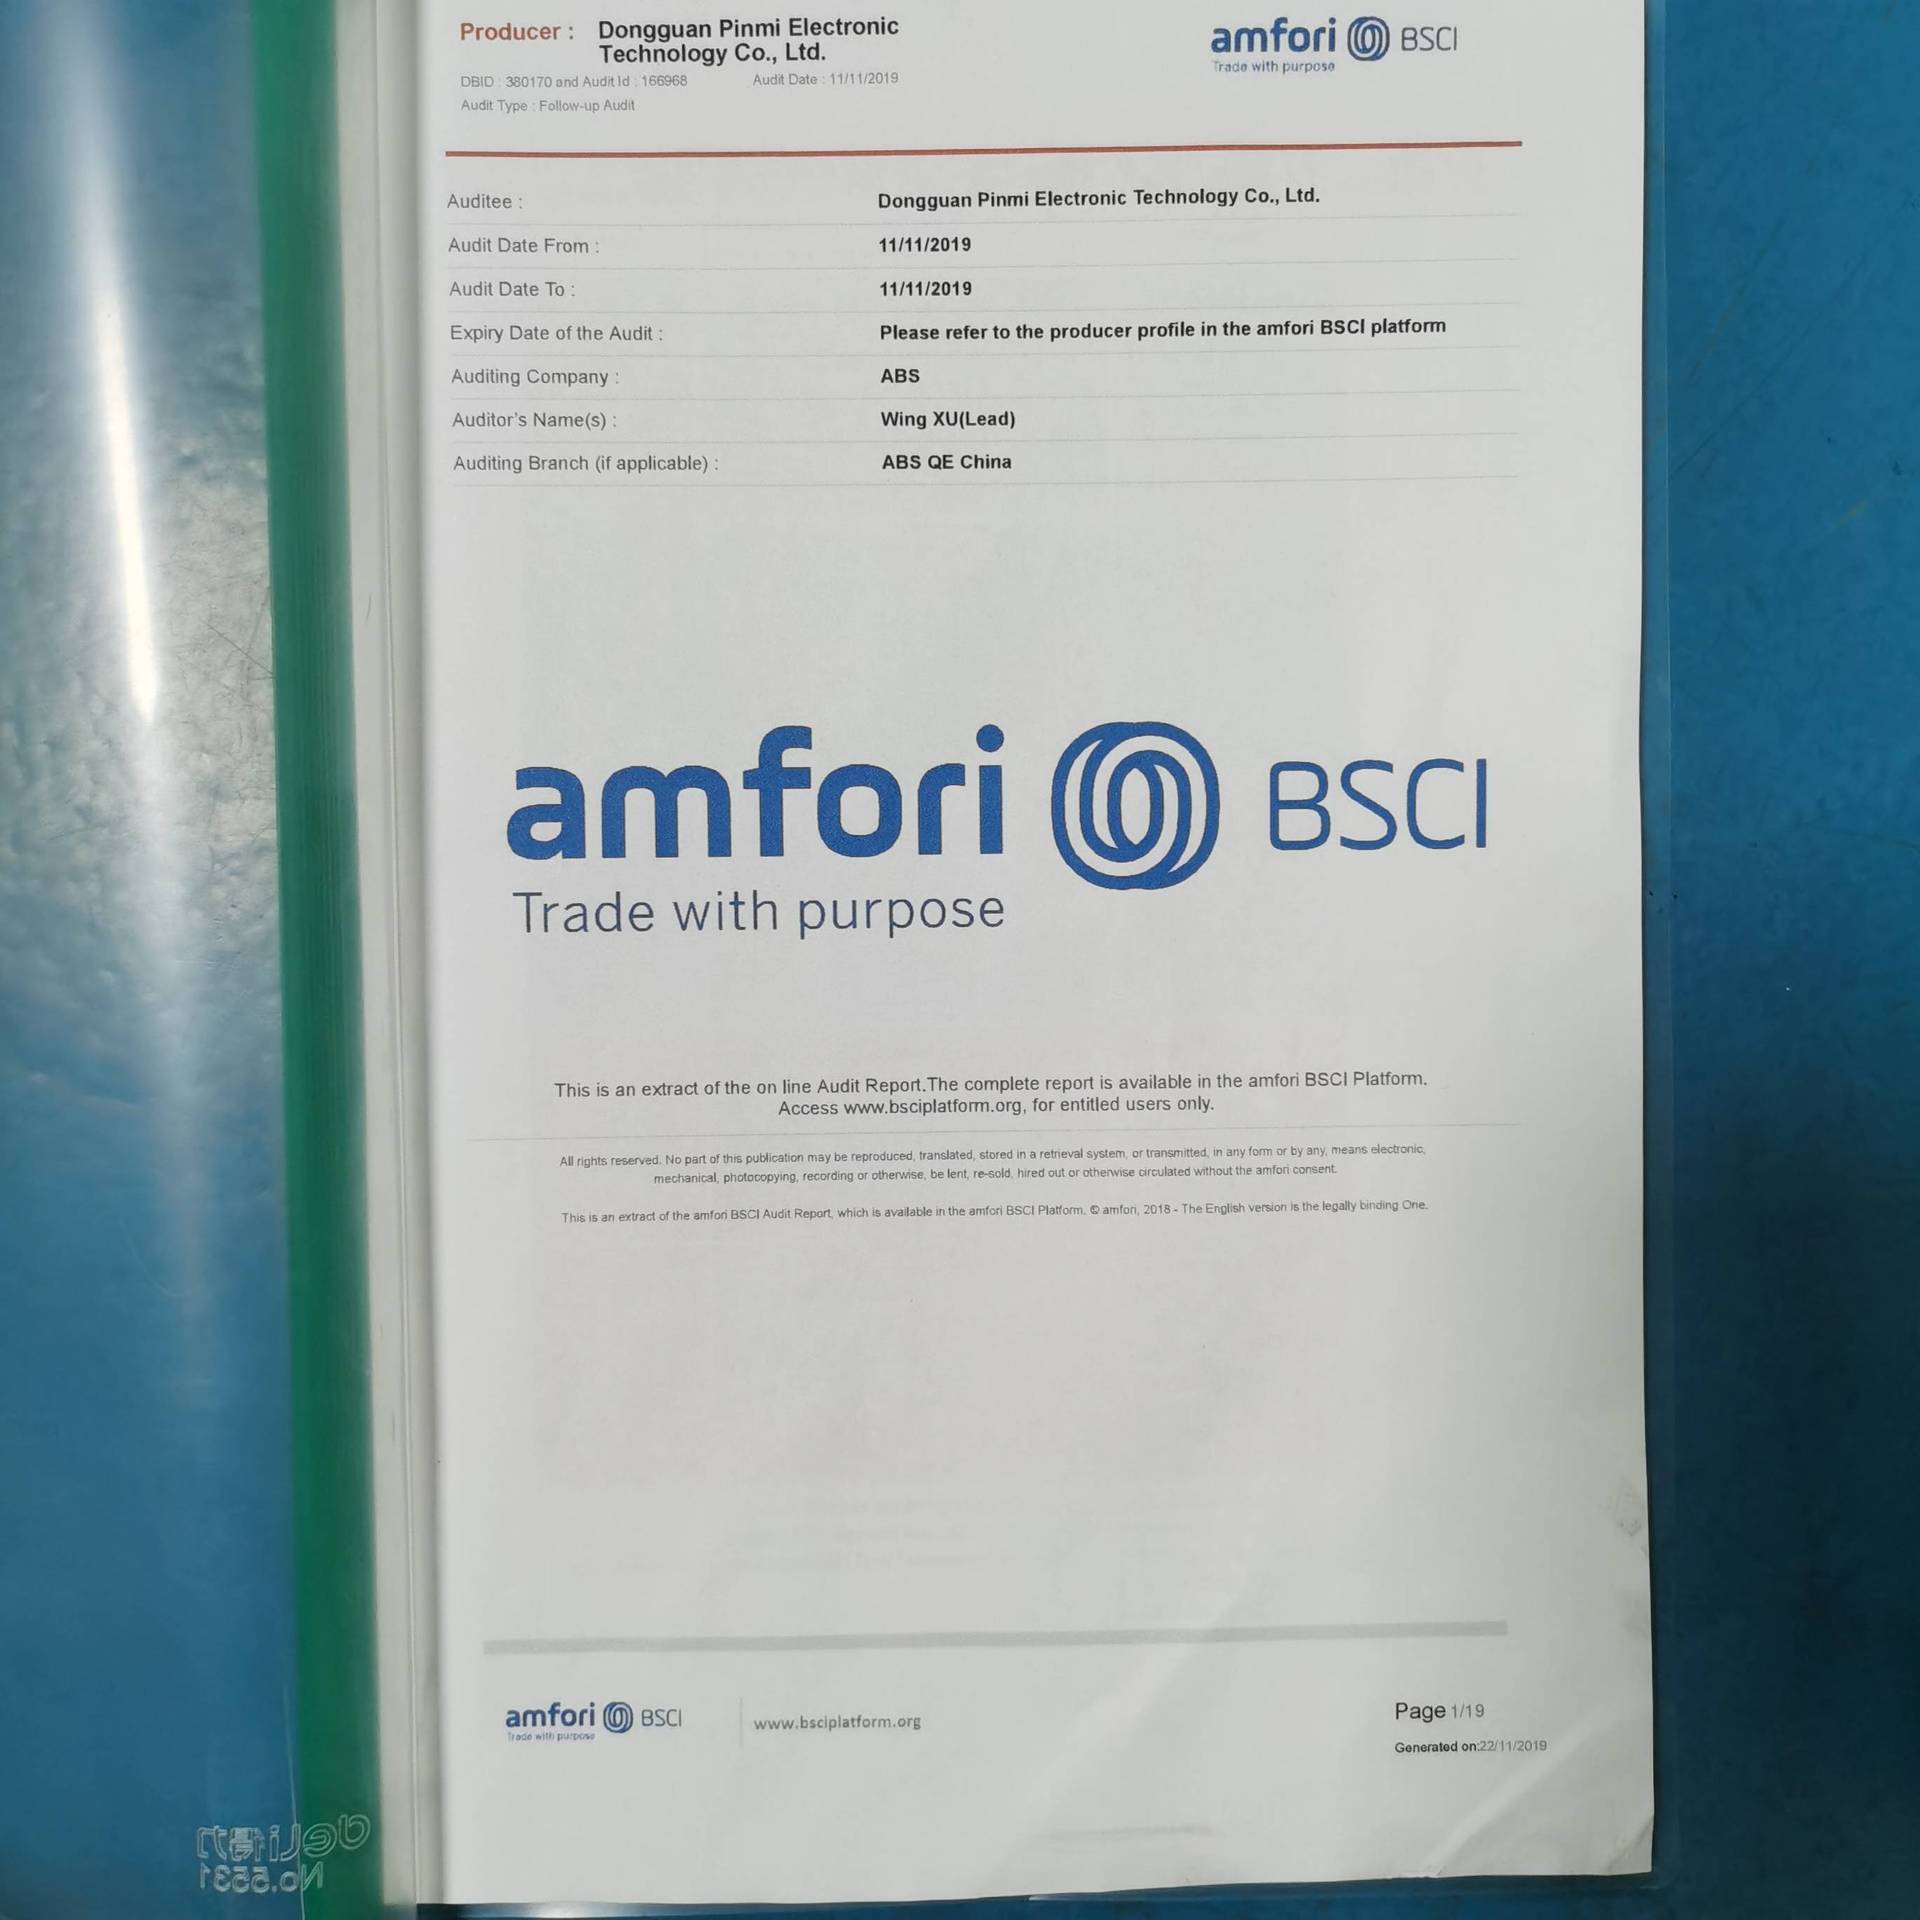 Producer : Dongguan Pinmi Electronic
Technology Co., Ltd.
amfori BSCI
Trade with purpose
DBID : 380170 and Audit Id : 166968 Audit Date : 11/11/2019
Audit Type : Follow-up Audit
Auditee : Dongguan Pinmi Electronic Technology Co., Ltd.
Audit Date From : 11/11/2019
Audit Date To : 11/11/2019
Expiry Date of the Audit : Please refer to the producer profile in the amfori BSCI platform
Auditing Company : ABS
Auditor's Name(s) : Wing XU(Lead)
Auditing Branch (if applicable) : ABS QE China
amfori BSCI
Trade with purpose
This is an extract of the on line Audit Report.The complete report is available in the amfori BSCI Platform.
Access www.bsciplatform.org, for entitled users only.
All rights reserved. No part of this publication may be reproduced, translated, stored in a retrieval system, or transmitted, in any form or by any, means electronic,
mechanical, photocopying, recording or otherwise, be lent, re-sold, hired out or otherwise circulated without the amfori consent.
This is an extract of the amfori BSCI Audit Report, which is available in the amfori BSCI Platform. © amfori, 2018 - The English version is the legally binding One.
amfori BSCI
Trade with purpose
www.bsciplatform.org
Page 1/19
Generated on:22/11/2019
deli
No.5531